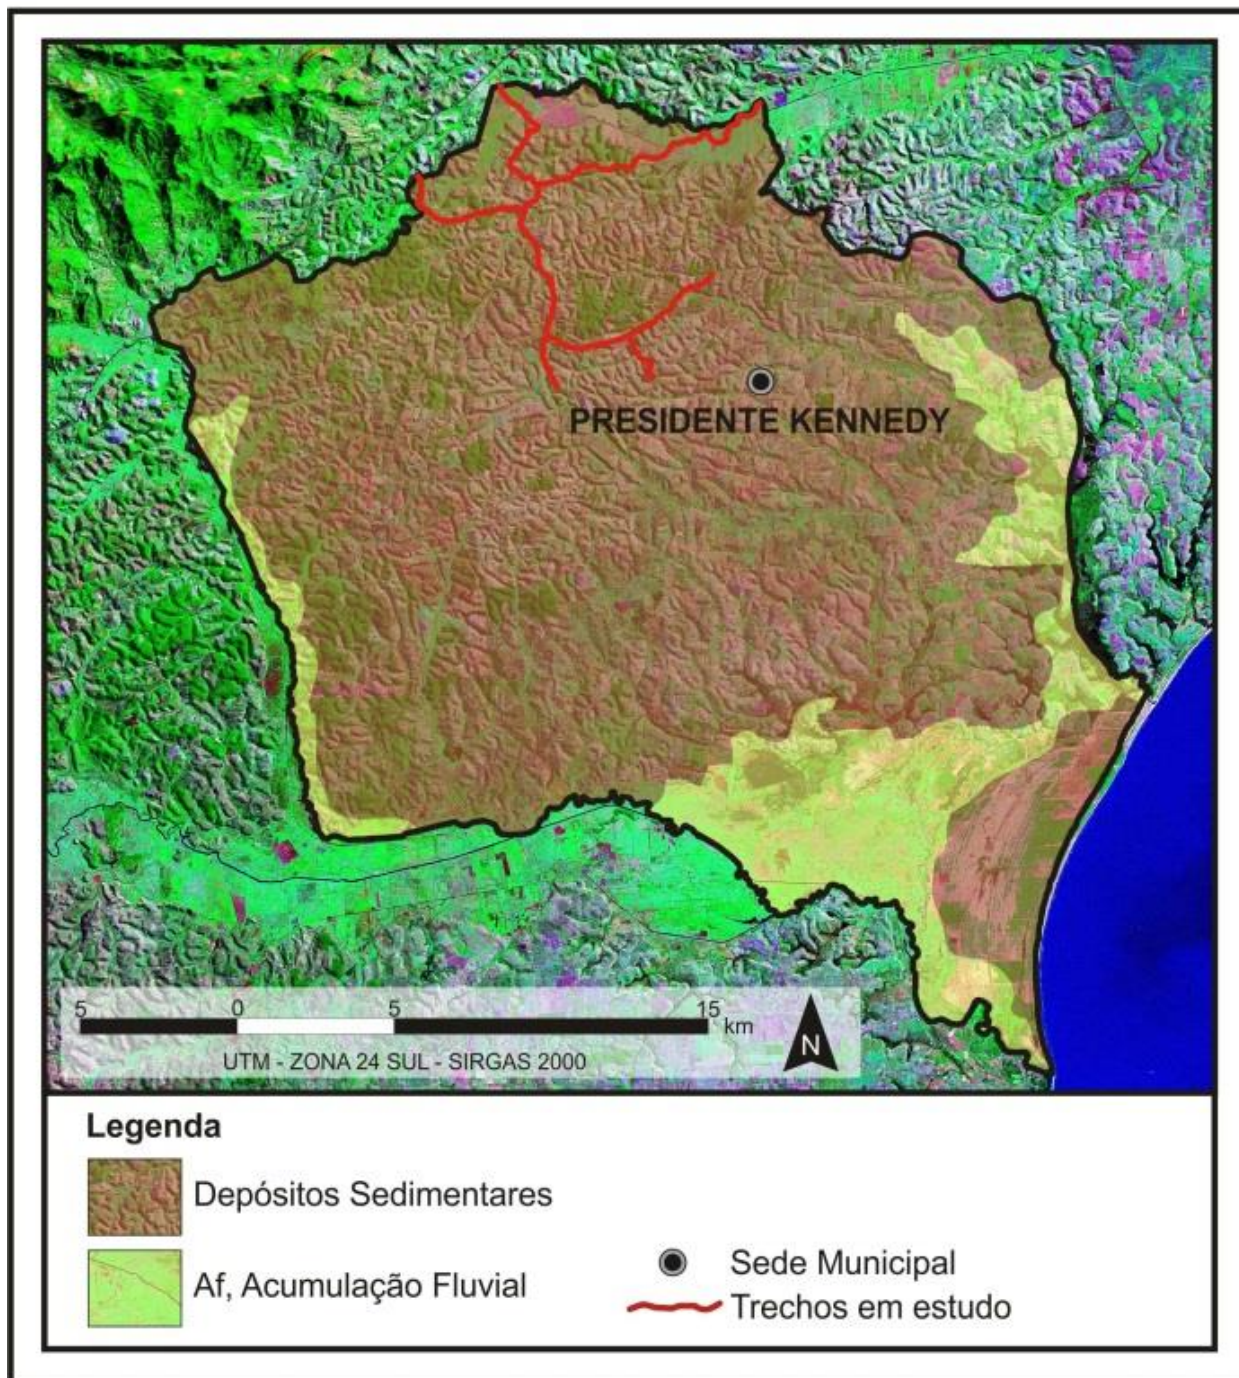 PRESIDENTE KENNEDY
5 0 5 15
km
N
UTM - ZONA 24 SUL - SIRGAS 2000
Legenda
Depósitos Sedimentares
Af, Acumulação Fluvial
Sede Municipal
Trechos em estudo